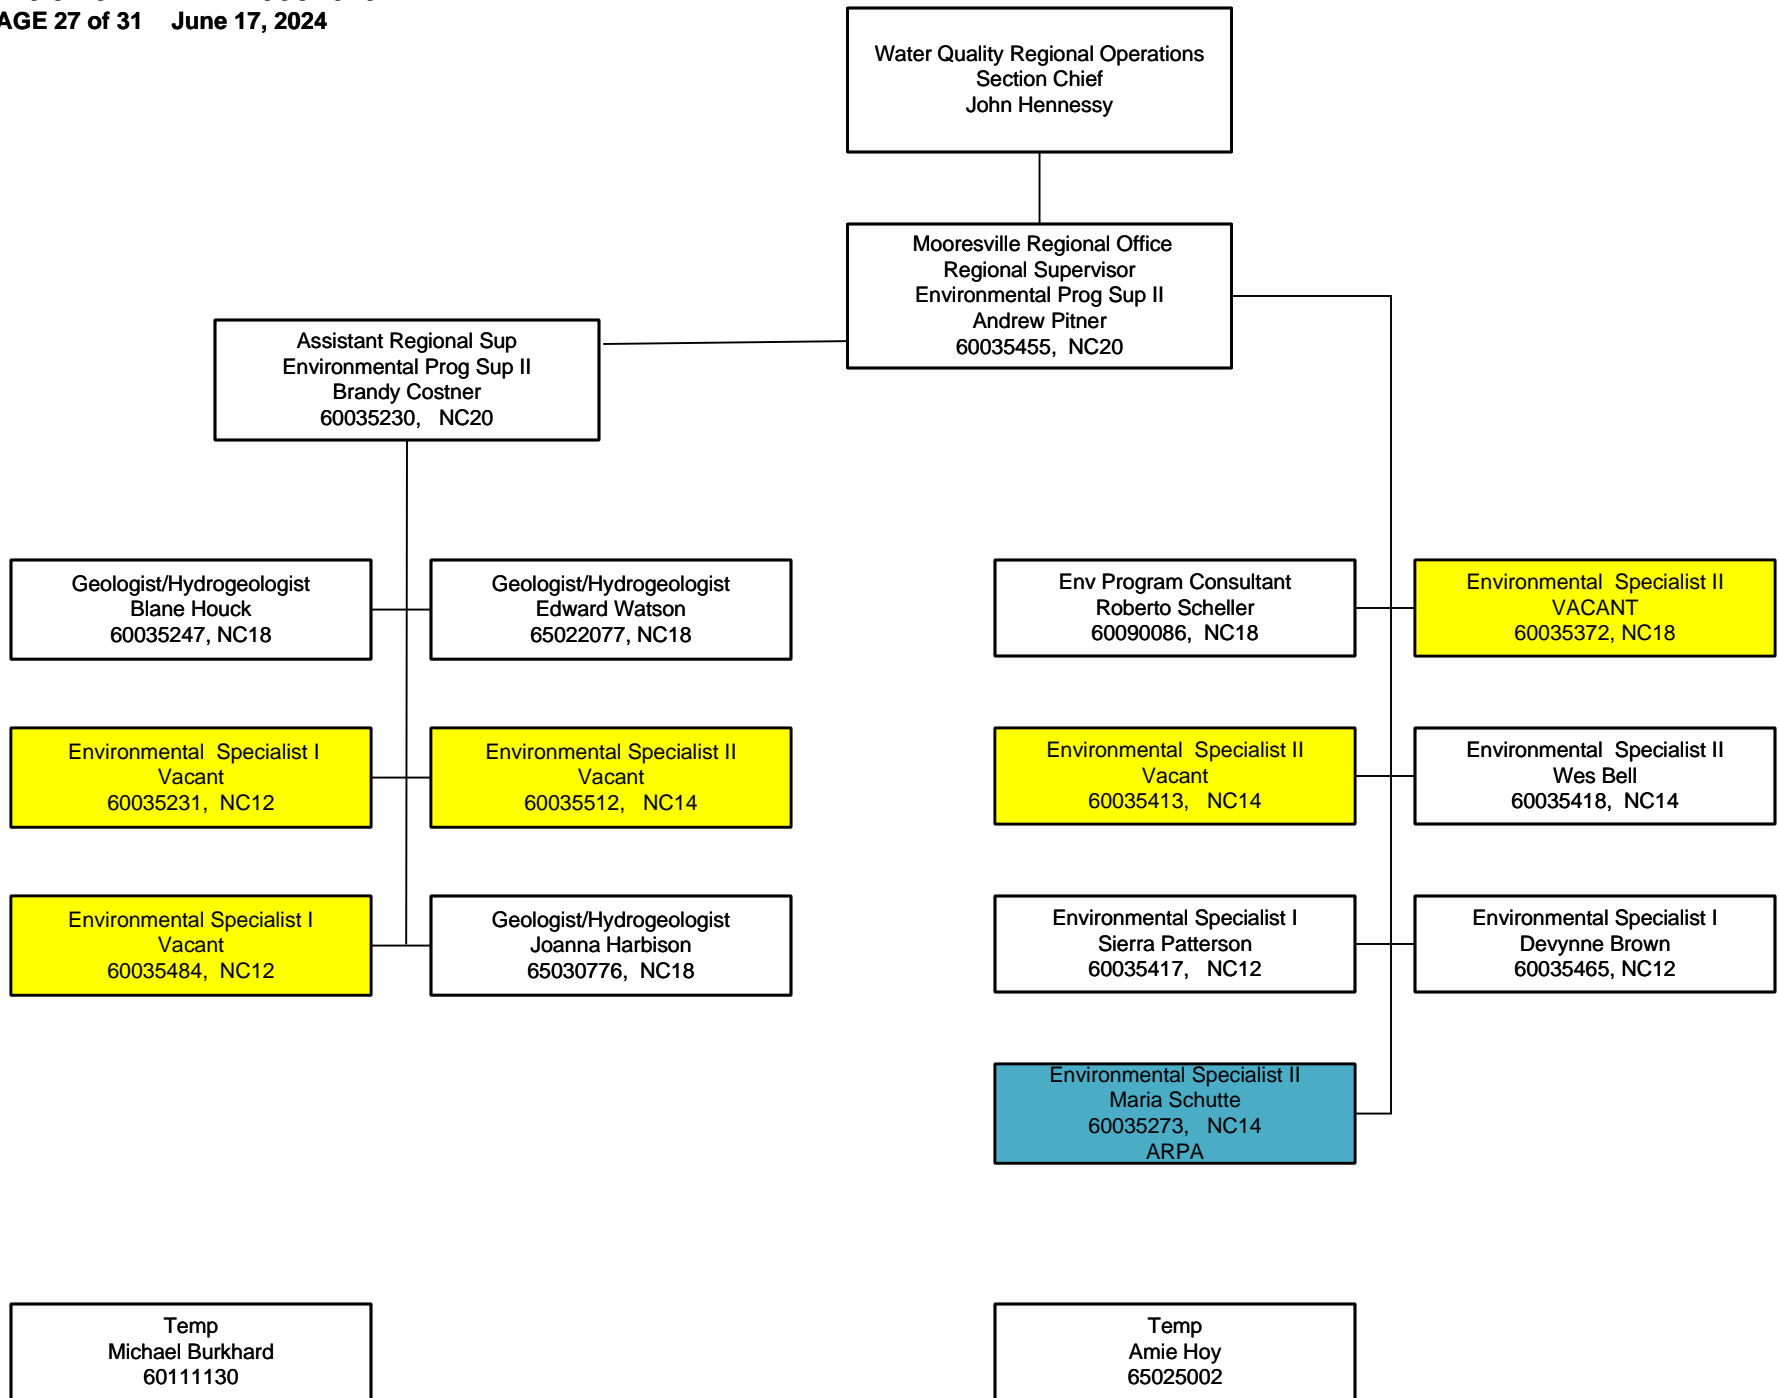 AGE 27 of 31 June 17, 2024
Water Quality Regional Operations
Section Chief
John Hennessy
Mooresville Regional Office
Regional Supervisor
Environmental Prog Sup II
Andrew Pitner
60035455, NC20
Assistant Regional Sup
Environmental Prog Sup II
Brandy Costner
60035230, NC20
Geologist/Hydrogeologist
Blane Houck
60035247, NC18
Geologist/Hydrogeologist
Edward Watson
65022077, NC18
Env Program Consultant
Roberto Scheller
60090086, NC18
Environmental Specialist II
VACANT
60035372, NC18
Environmental Specialist I
Vacant
60035231, NC12
Environmental Specialist II
Vacant
60035512, NC14
Environmental Specialist II
Vacant
60035413, NC14
Environmental Specialist II
Wes Bell
60035418, NC14
Environmental Specialist I
Vacant
60035484, NC12
Geologist/Hydrogeologist
Joanna Harbison
65030776, NC18
Environmental Specialist I
Sierra Patterson
60035417, NC12
Environmental Specialist I
Devynne Brown
60035465, NC12
Environmental Specialist II
Maria Schutte
60035273, NC14
ARPA
Temp
Michael Burkhard
60111130
Temp
Amie Hoy
65025002